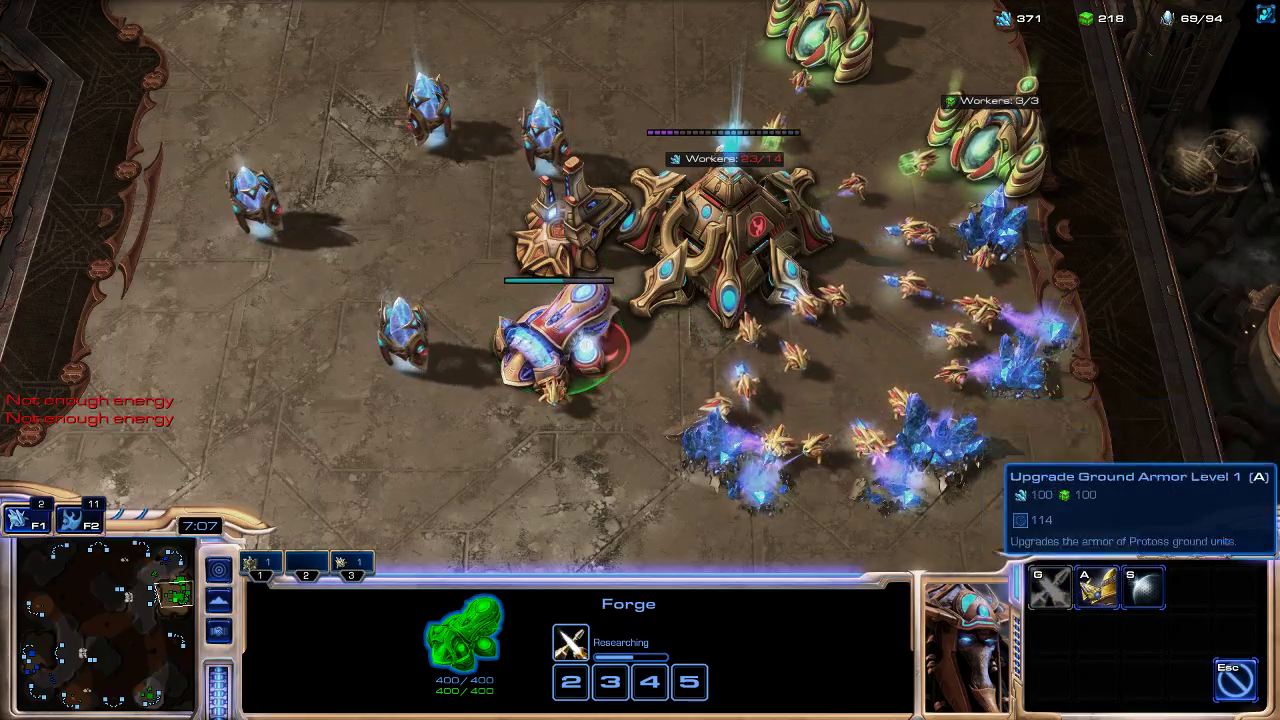 371 218 69/94
Workers: 3/3
Workers: 23/14
Not enough energy
Not enough energy
Upgrade Ground Armor Level 1 (A)
100 100
114
Upgrades the armor of Protoss ground units.
2 F1 11 F2 7:07
1 1
1 2 3
Forge
Researching
400/400
400/400
2 3 4 5
G A S
Esc